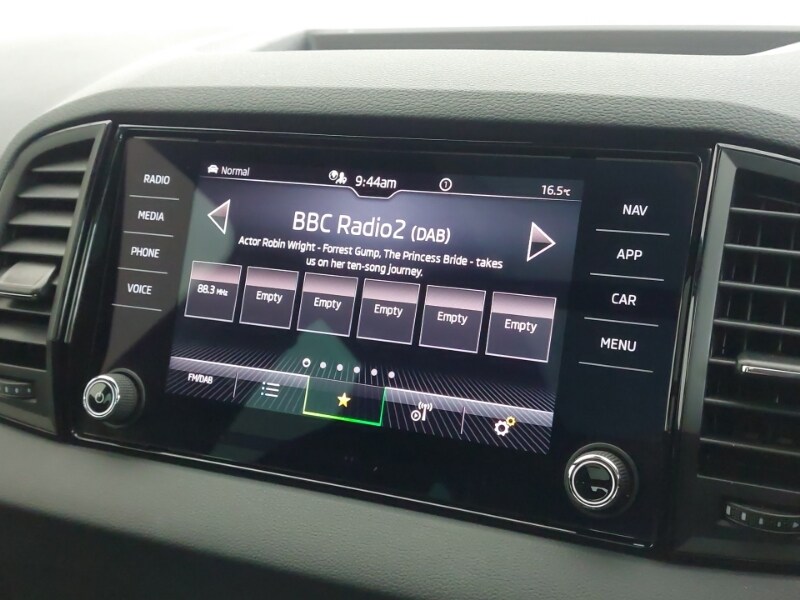 Normal
9:44am
1
16.5°C
RADIO
MEDIA
PHONE
VOICE
BBC Radio2 (DAB)
Actor Robin Wright - Forrest Gump, The Princess Bride - takes
us on her ten-song journey.
88.3 MHz
Empty
Empty
Empty
Empty
Empty
FM/DAB
NAV
APP
CAR
MENU